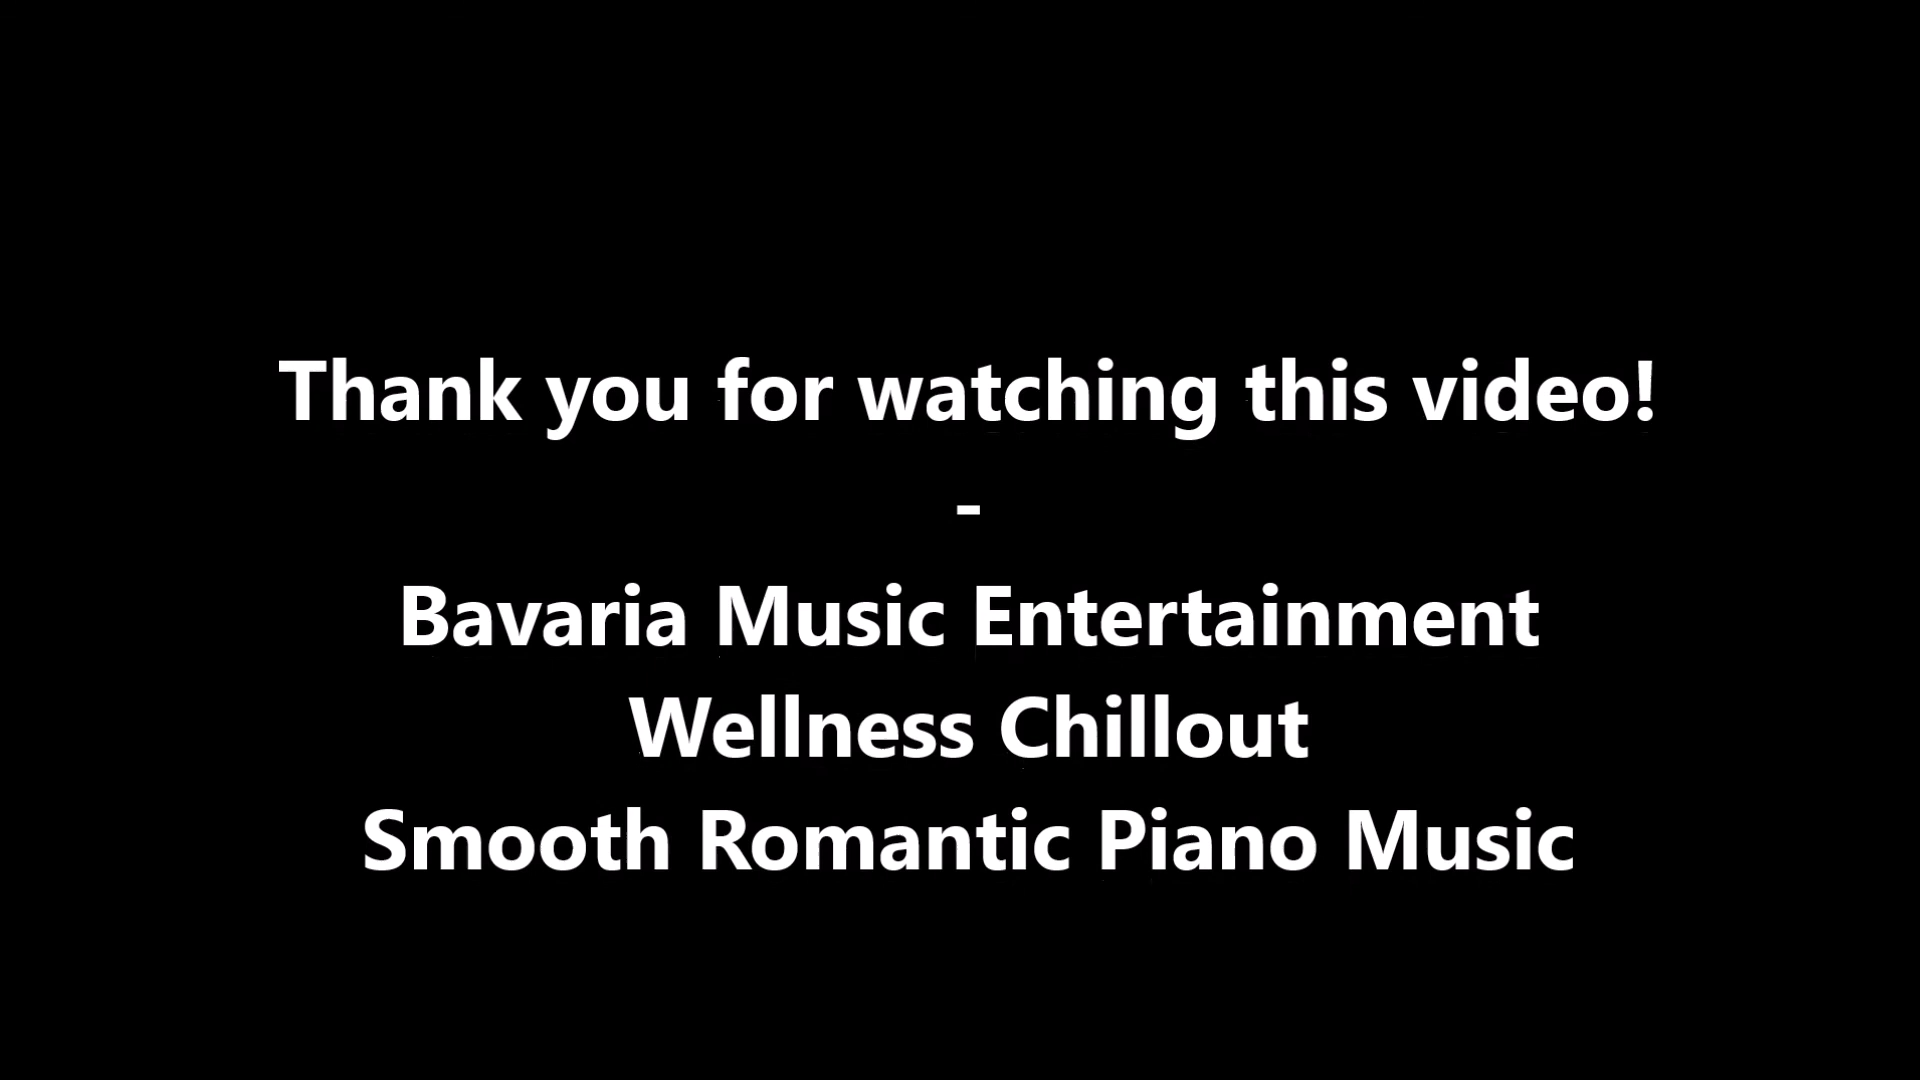 Thank you for watching this video!
-
Bavaria Music Entertainment
Wellness Chillout
Smooth Romantic Piano Music